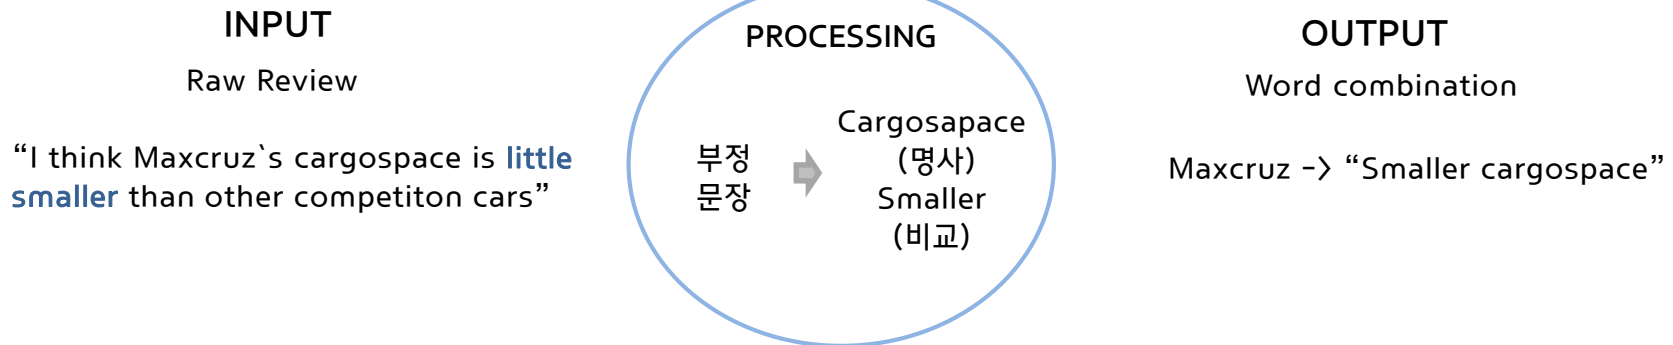 INPUT
Raw Review
“I think Maxcruz`s cargospace is little
smaller than other competiton cars”
PROCESSING
부정
문장
Cargosapace
(명사)
Smaller
(비교)
OUTPUT
Word combination
Maxcruz -> “Smaller cargospace”